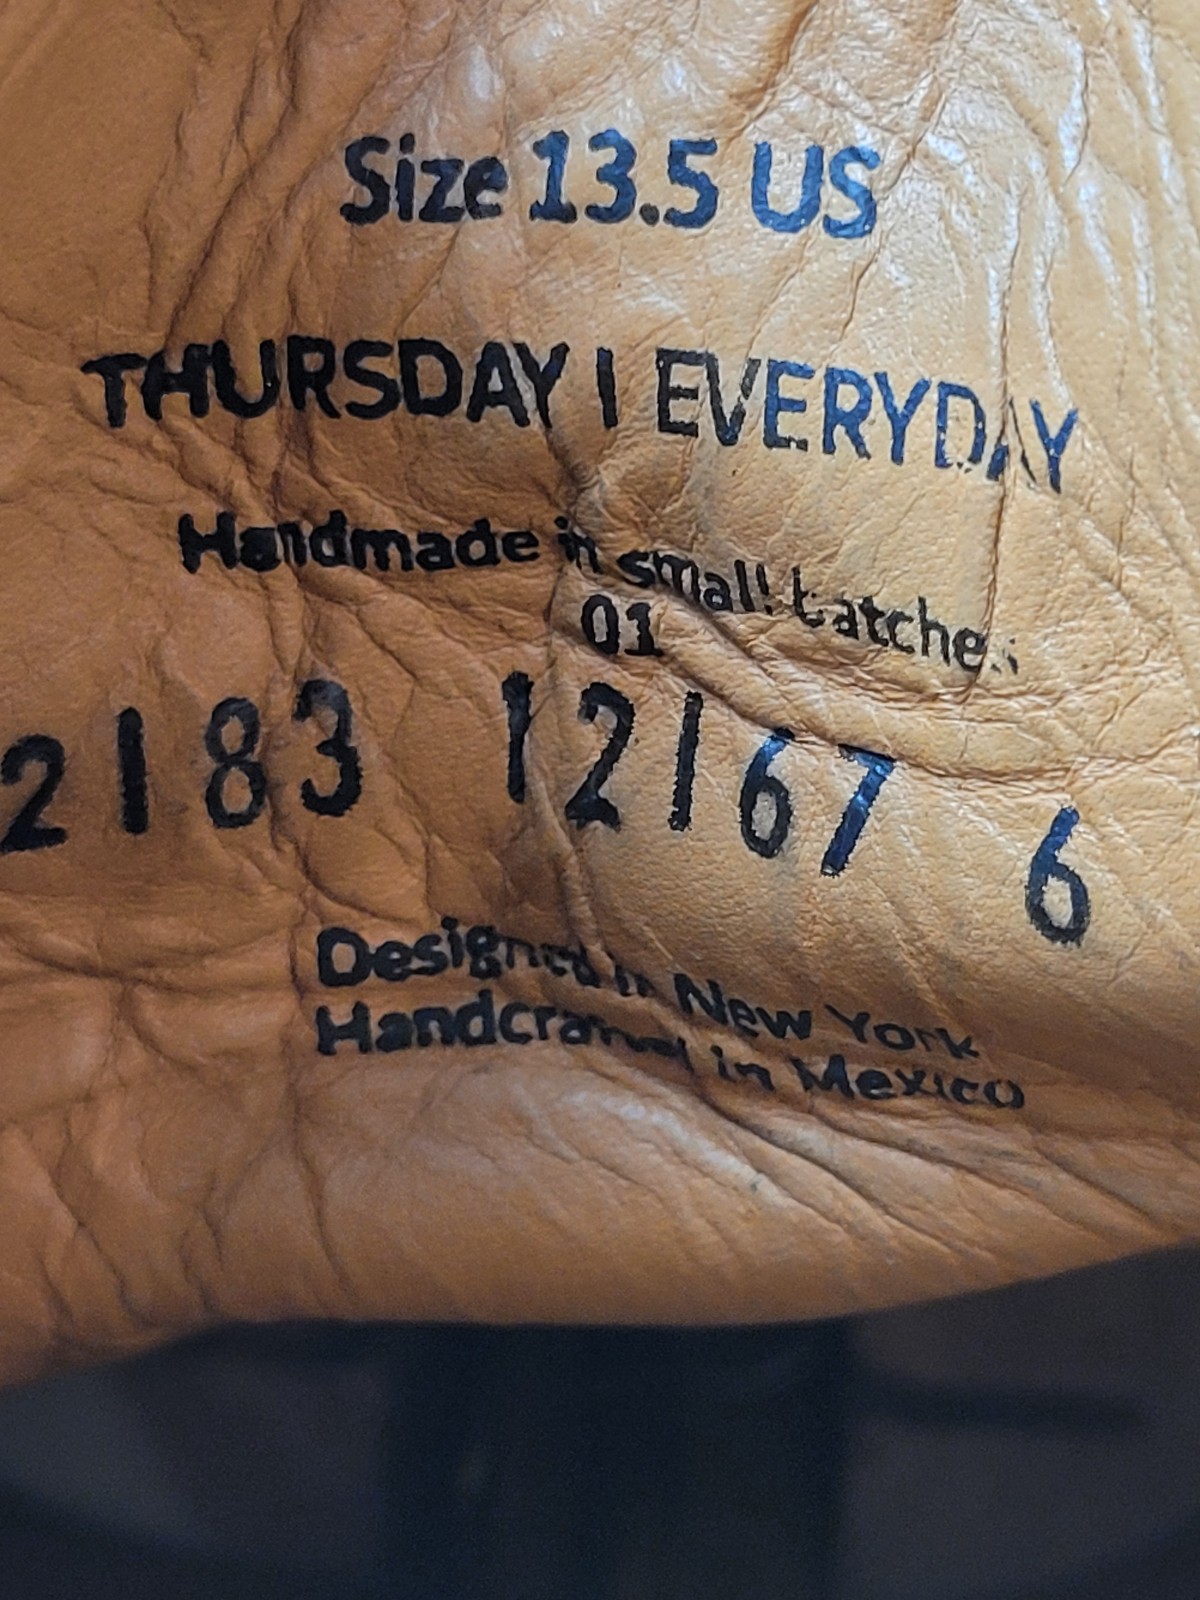 Size 13.5 US
THURSDAY | EVERYDAY
Handmade in small batches
01
2183 12167 6
Designed in New York
Handcrafted in Mexico